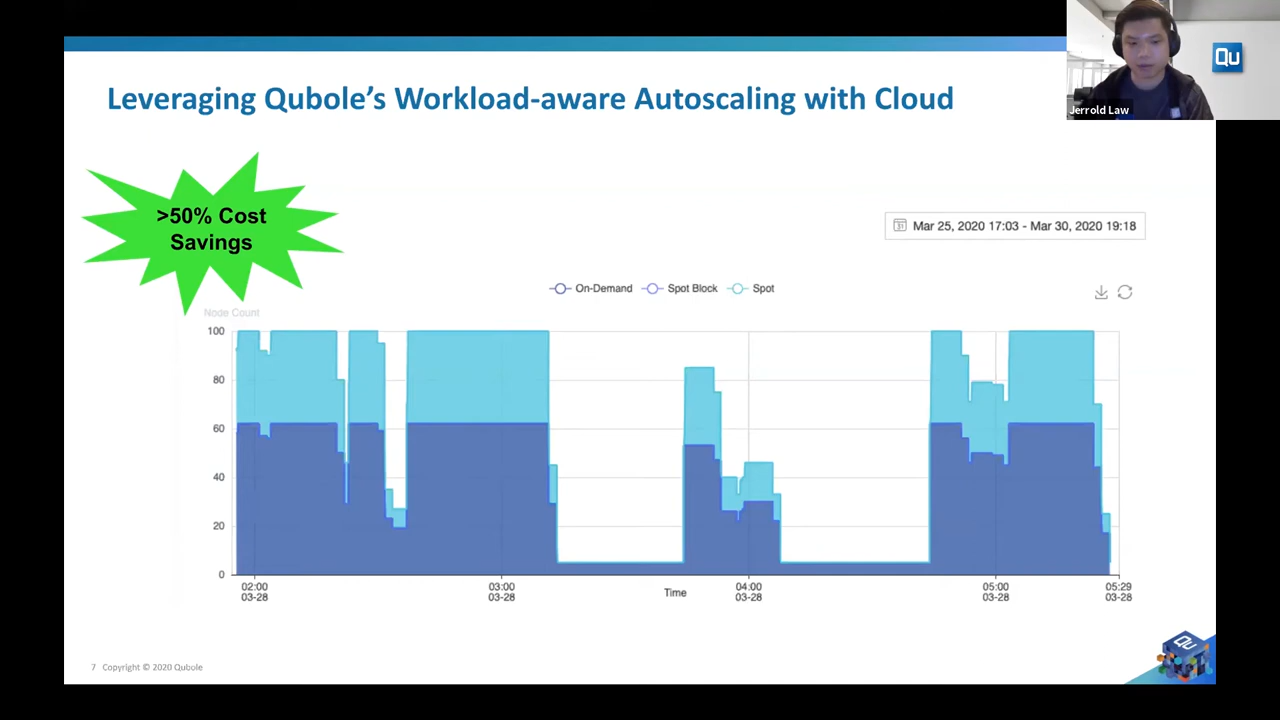 Leveraging Qubole's Workload-aware Autoscaling with Cloud
Qu
Jerrold Law
>50% Cost
Savings
31
Mar 25, 2020 17:03 - Mar 30, 2020 19:18
On-Demand
Spot Block
Spot
Node Count
100
80
60
40
20
0
02:00
03-28
03:00
03-28
Time
04:00
03-28
05:00
03-28
05:29
03-28
7 Copyright © 2020 Qubole
Qu